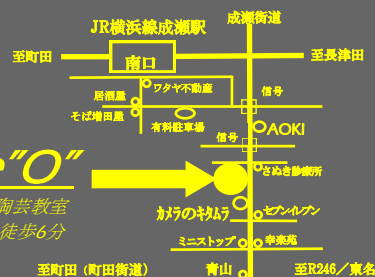 成瀬街道
JR横浜線成瀬駅
至町田
南口
至長津田
ワタヤ不動産
居酒屋
信号
そば増田屋
有料駐車場
AOKI
信号
"O"
さぬき診療所
陶芸教室
カメラのキタムラ
セブンイレブン
徒歩6分
ミニストップ
幸楽苑
至町田(町田街道)
青山
至R246/東名